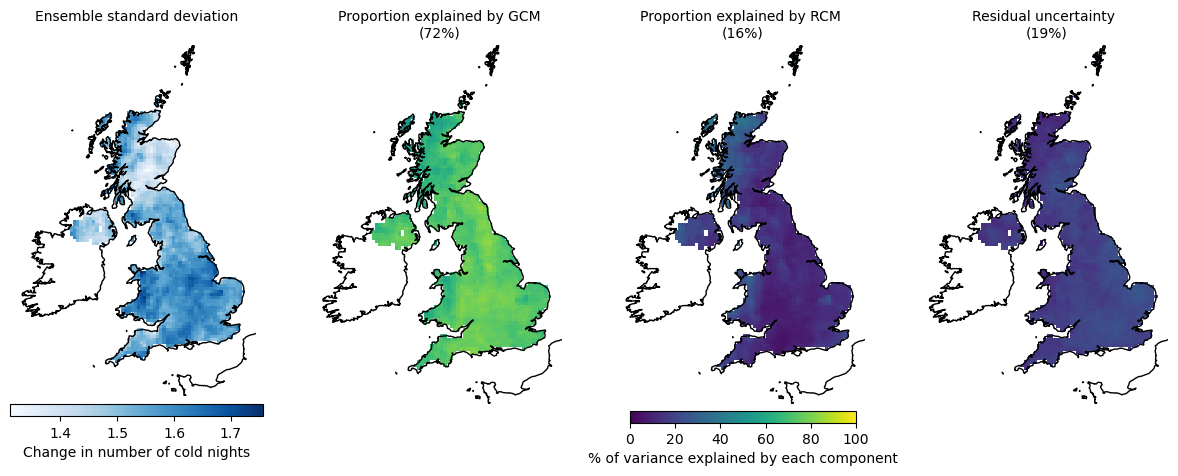 Ensemble standard deviation
Proportion explained by GCM
(72%)
Proportion explained by RCM
(16%)
Residual uncertainty
(19%)
1.4 1.5 1.6 1.7
Change in number of cold nights
0 20 40 60 80 100
% of variance explained by each component